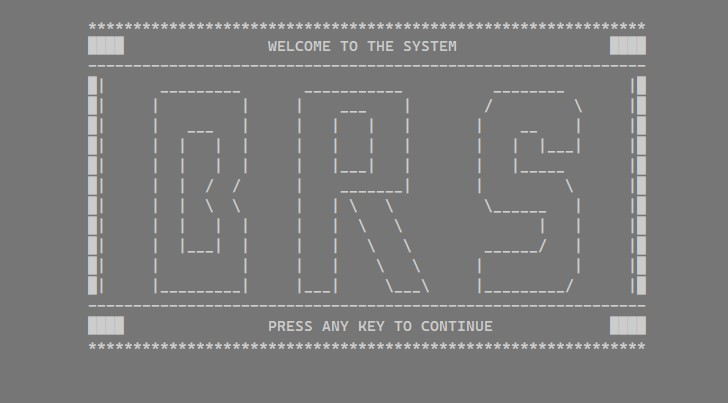 WELCOME TO THE SYSTEM
BRS
PRESS ANY KEY TO CONTINUE